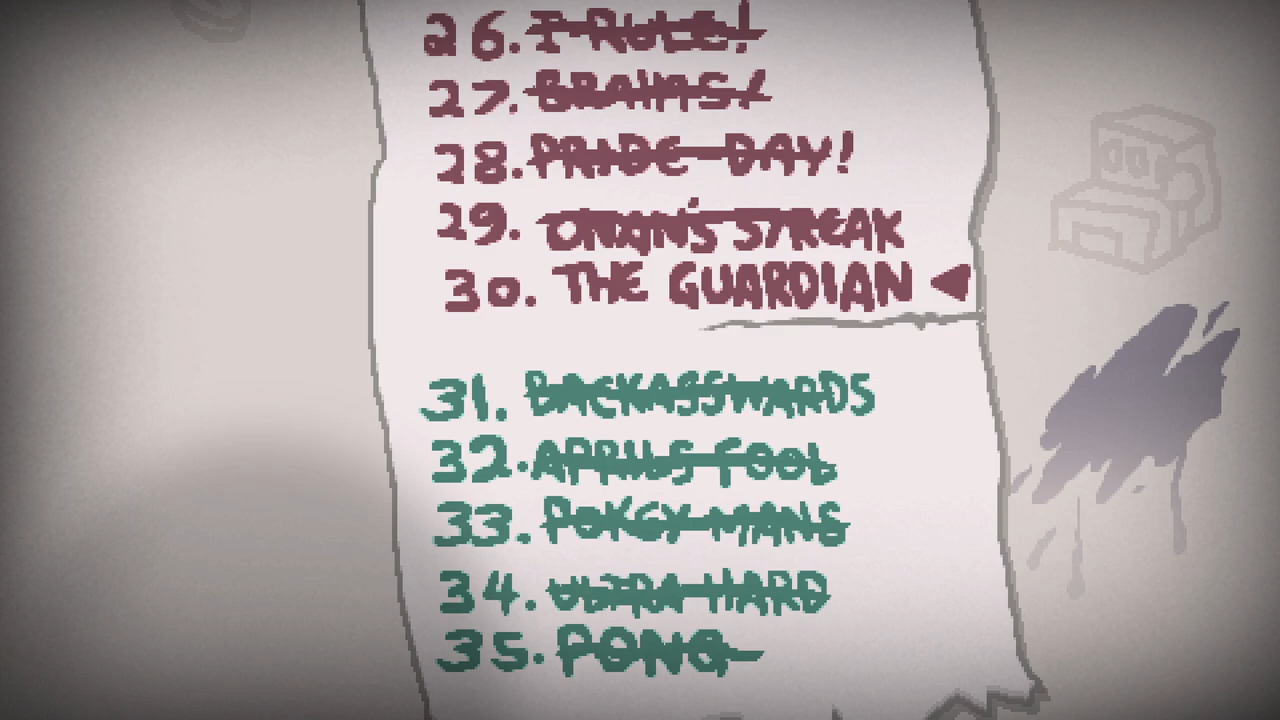 26. I RULE!
27. BRAINS!
28. PRIDE DAY!
29. ONAN'S STREAK
30. THE GUARDIAN
31. BACKASSWARDS
32. APRILS FOOL
33. POKEY MANS
34. ULTRA HARD
35. PONG